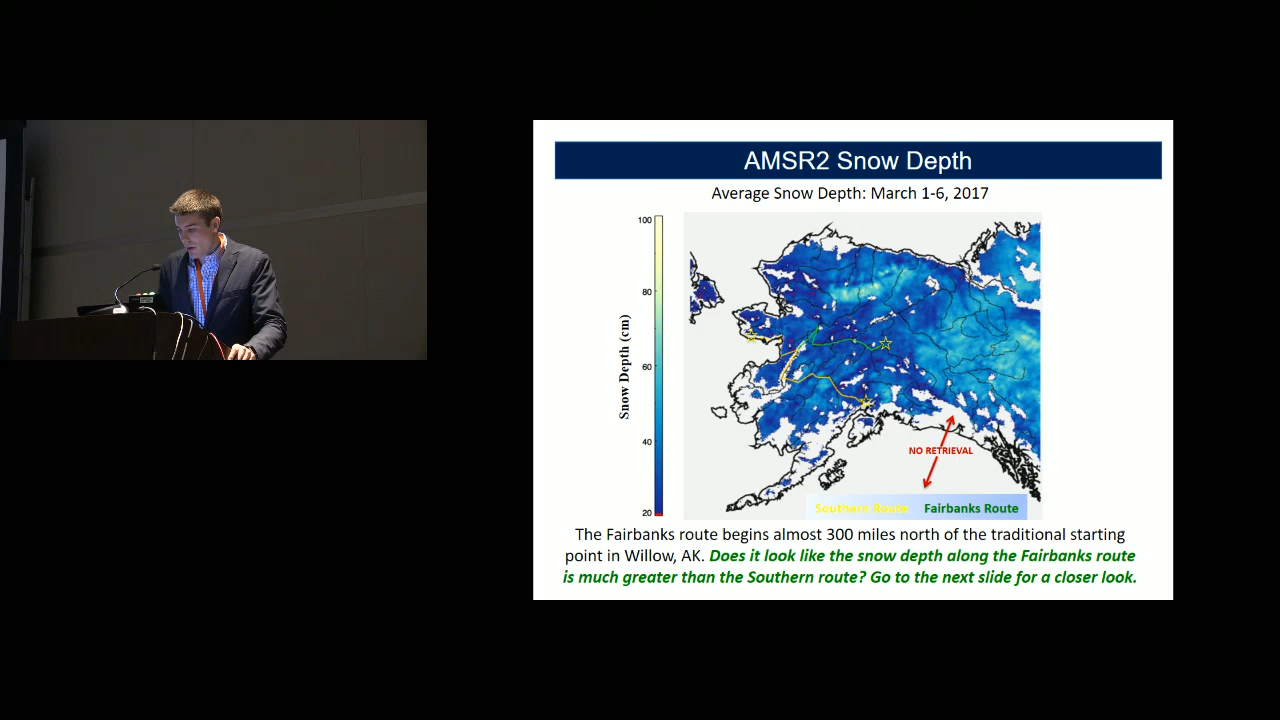 AMSR2 Snow Depth
Average Snow Depth: March 1-6, 2017
100
80
60
40
20
Snow Depth (cm)
NO RETRIEVAL
Southern Route
Fairbanks Route
The Fairbanks route begins almost 300 miles north of the traditional starting
point in Willow, AK. Does it look like the snow depth along the Fairbanks route
is much greater than the Southern route? Go to the next slide for a closer look.